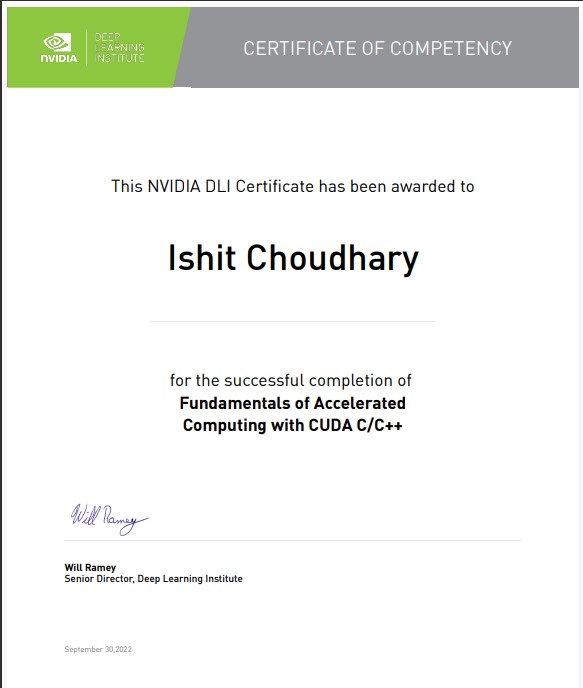 NVIDIA.
DEEP
LEARNING
INSTITUTE
CERTIFICATE OF COMPETENCY
This NVIDIA DLI Certificate has been awarded to
Ishit Choudhary
for the successful completion of
Fundamentals of Accelerated
Computing with CUDA C/C++
Will Ramey
Will Ramey
Senior Director, Deep Learning Institute
September 30,2022